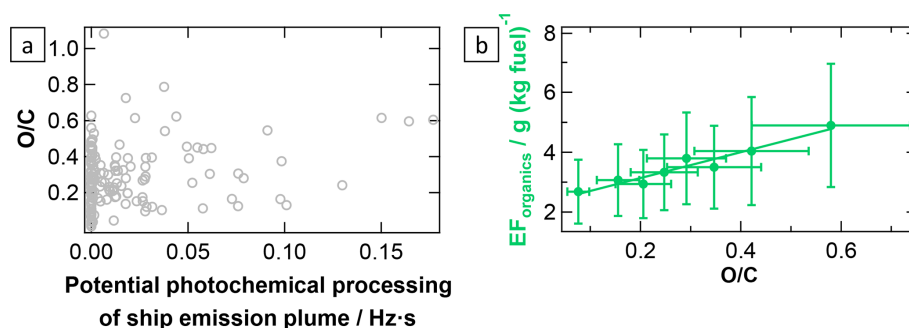 a
O/C
1.0
0.8
0.6
0.4
0.2
0.00
0.05
0.10
0.15
Potential photochemical processing
of ship emission plume / Hz·s
b
EF_organics / g (kg fuel)^-1
8
6
4
2
0.2
0.4
0.6
O/C